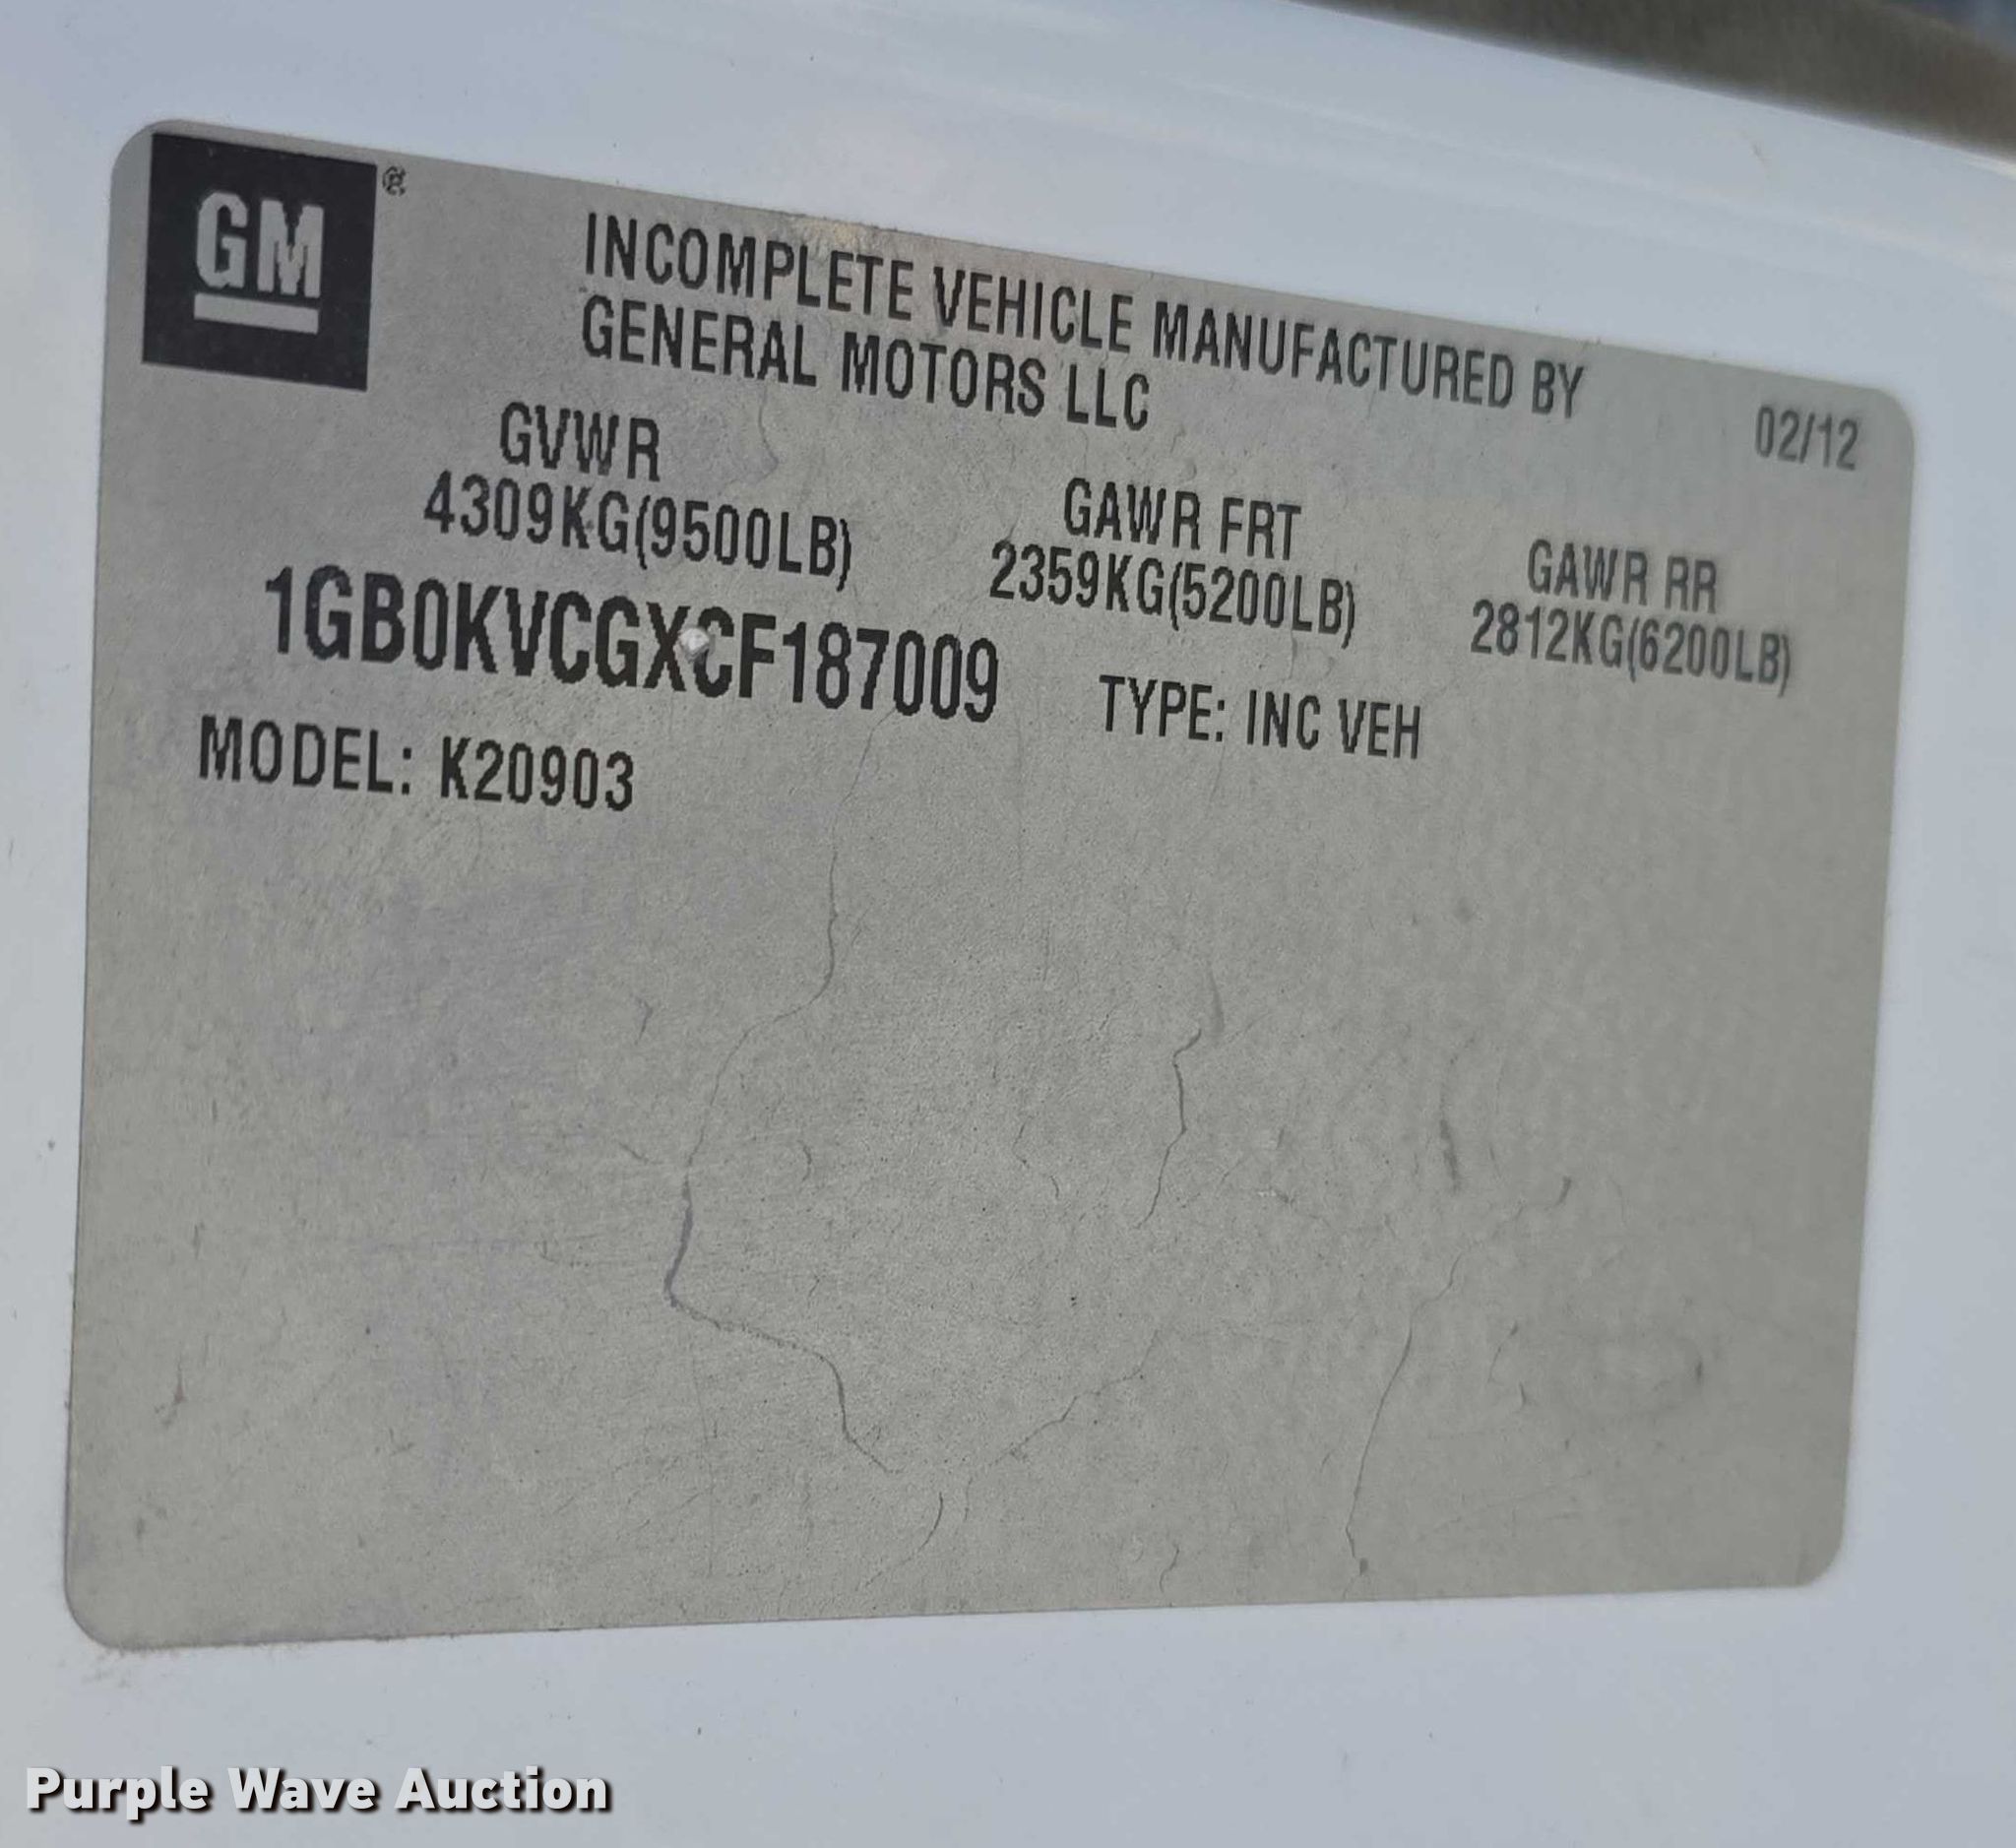 GM®
INCOMPLETE VEHICLE MANUFACTURED BY
GENERAL MOTORS LLC
02/12
GVWR
4309KG(9500LB)
GAWR FRT
2359KG(5200LB)
GAWR RR
2812KG(6200LB)
1GB0KVCGXCF187009
TYPE: INC VEH
MODEL: K20903
Purple Wave Auction